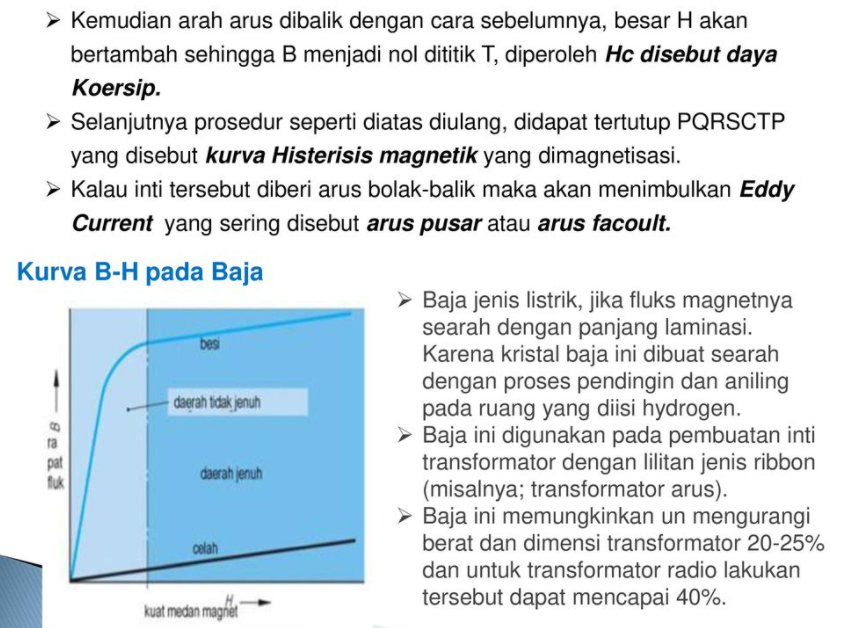 ➢ Kemudian arah arus dibalik dengan cara sebelumnya, besar H akan
bertambah sehingga B menjadi nol dititik T, diperoleh Hc disebut daya
Koersip.
➢ Selanjutnya prosedur seperti diatas diulang, didapat tertutup PQRSCTP
yang disebut kurva Histerisis magnetik yang dimagnetisasi.
➢ Kalau inti tersebut diberi arus bolak-balik maka akan menimbulkan Eddy
Current yang sering disebut arus pusar atau arus facoult.
Kurva B-H pada Baja
besi
daerah tidak jenuh
daerah jenuh
celah
B
ra
pat
fluk
H
kuat medan magnet
➢ Baja jenis listrik, jika fluks magnetnya
searah dengan panjang laminasi.
Karena kristal baja ini dibuat searah
dengan proses pendingin dan aniling
pada ruang yang diisi hydrogen.
➢ Baja ini digunakan pada pembuatan inti
transformator dengan lilitan jenis ribbon
(misalnya; transformator arus).
➢ Baja ini memungkinkan un mengurangi
berat dan dimensi transformator 20-25%
dan untuk transformator radio lakukan
tersebut dapat mencapai 40%.